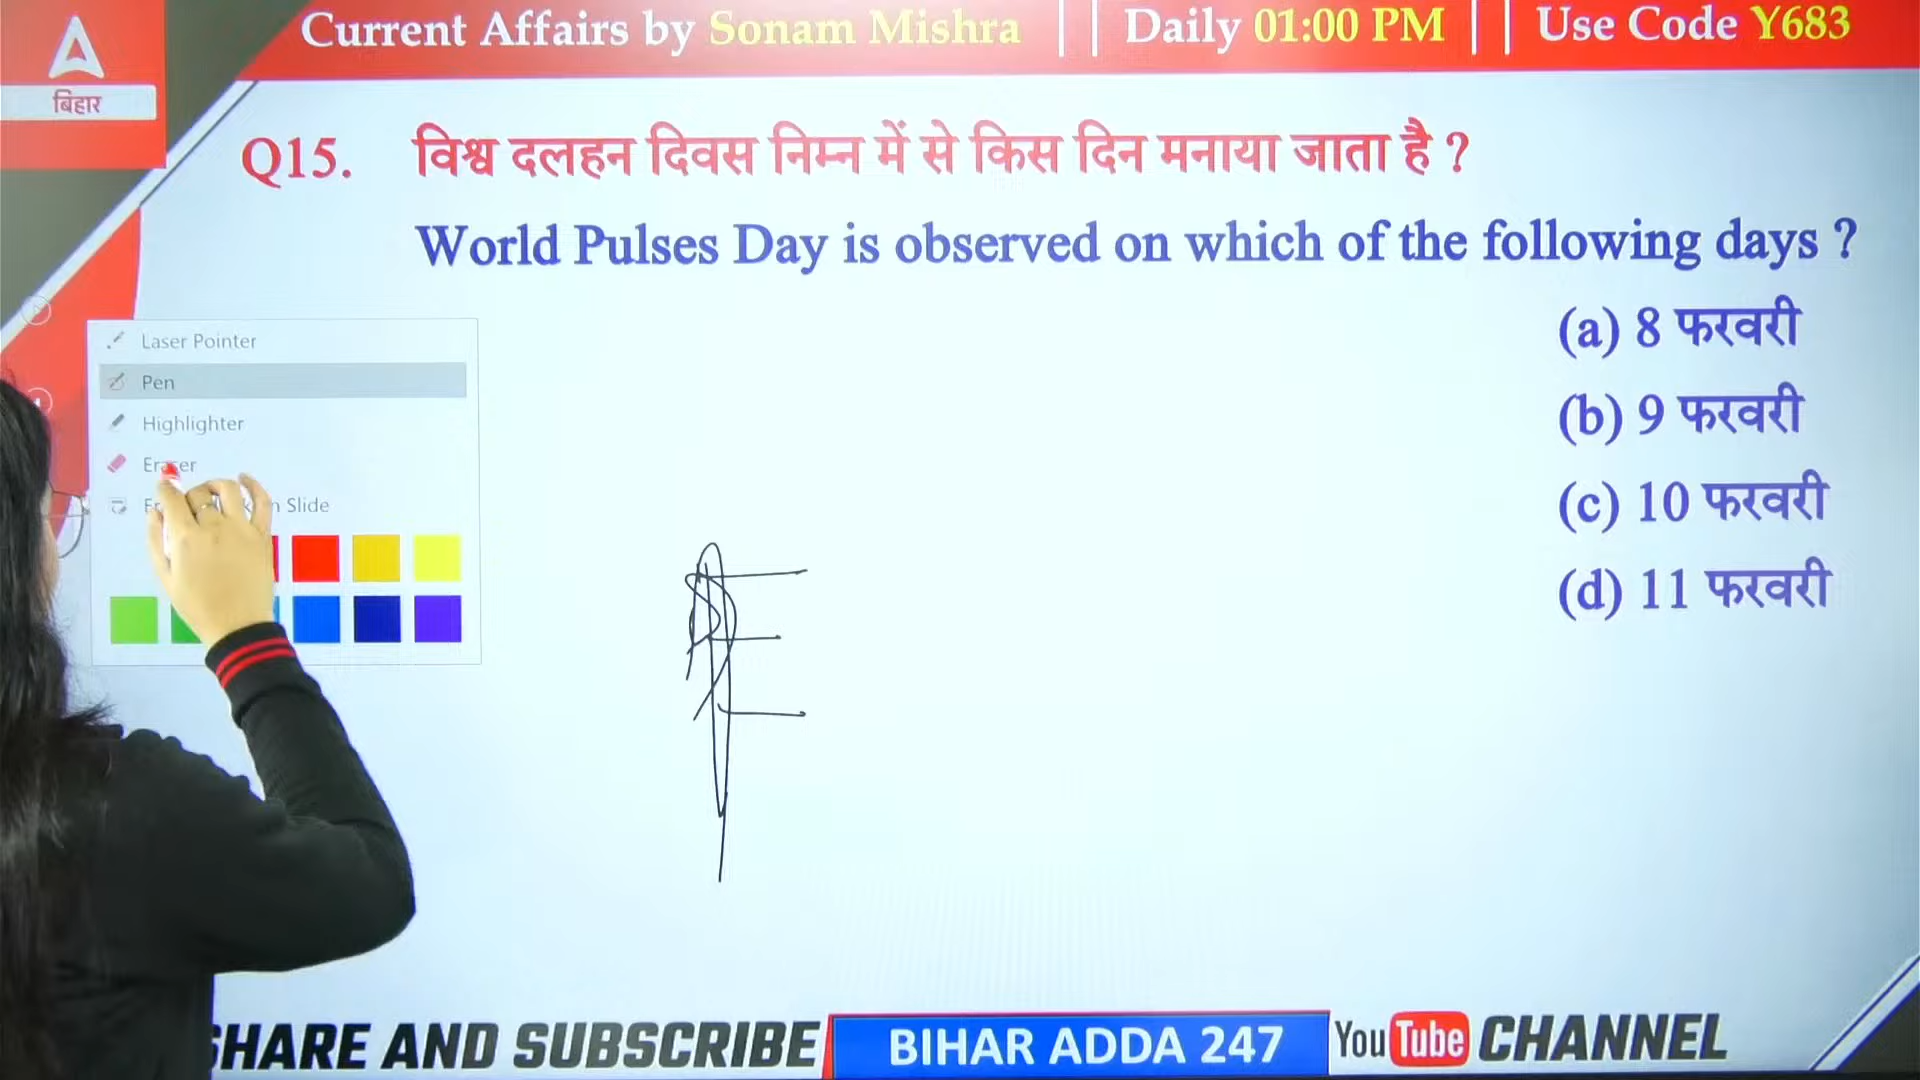 Current Affairs by Sonam Mishra || Daily 01:00 PM || Use Code Y683
बिहार
Q15. विश्व दलहन दिवस निम्न में से किस दिन मनाया जाता है ?
World Pulses Day is observed on which of the following days ?
(a) 8 फरवरी
(b) 9 फरवरी
(c) 10 फरवरी
(d) 11 फरवरी
Laser Pointer
Pen
Highlighter
Eraser
Slide
SHARE AND SUBSCRIBE BIHAR ADDA 247 YouTube CHANNEL